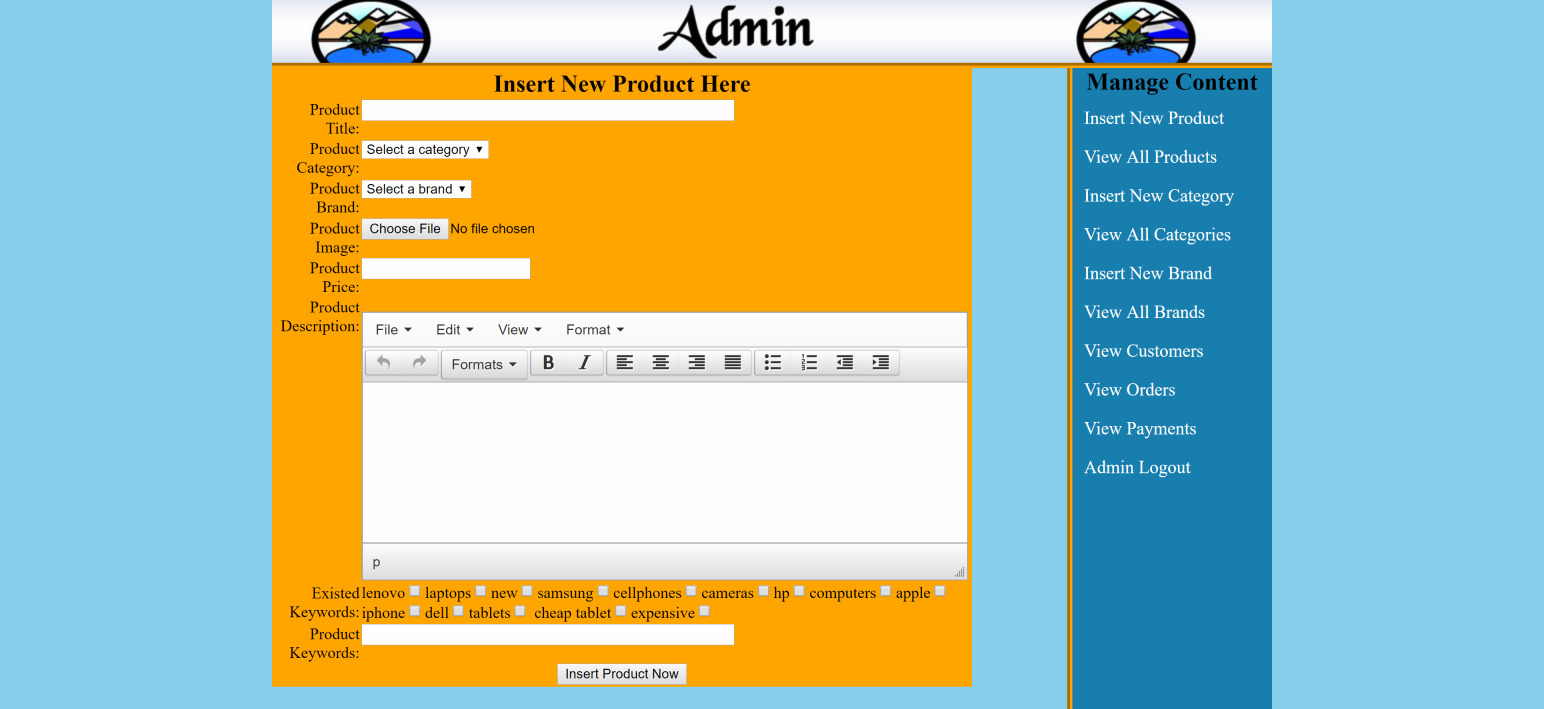 Admin
Insert New Product Here
Product
Title:
Product Select a category
Category:
Product Select a brand
Brand:
Product Choose File No file chosen
Image:
Product
Price:
Product
Description: File Edit View Format
Formats B I
p
Existed lenovo laptops new samsung cellphones cameras hp computers apple
Keywords: iphone dell tablets cheap tablet expensive
Product
Keywords:
Insert Product Now
Manage Content
Insert New Product
View All Products
Insert New Category
View All Categories
Insert New Brand
View All Brands
View Customers
View Orders
View Payments
Admin Logout